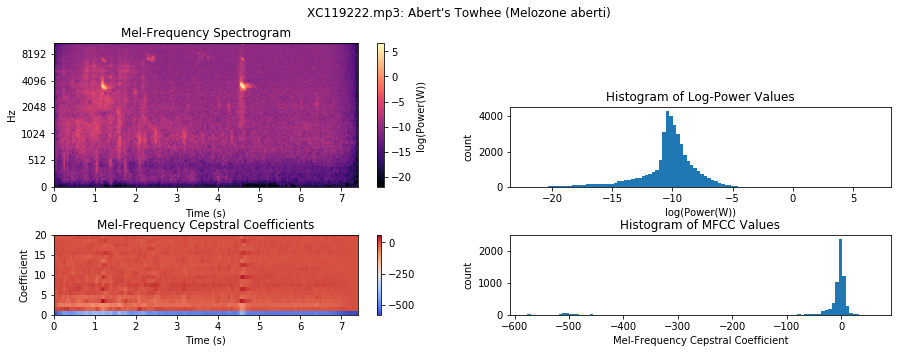 XC119222.mp3: Abert's Towhee (Melozone aberti)
Mel-Frequency Spectrogram
8192
4096
2048
1024
512
0
Hz
0 1 2 3 4 5 6 7
Time (s)
5
0
−5
−10
−15
−20
log(Power(W))
Histogram of Log-Power Values
4000
2000
0
count
−20 −15 −10 −5 0 5
log(Power(W))
Mel-Frequency Cepstral Coefficients
20
15
10
5
0
Coefficient
0 1 2 3 4 5 6 7
Time (s)
0
−250
−500
Histogram of MFCC Values
2000
1000
0
count
−600 −500 −400 −300 −200 −100 0
Mel-Frequency Cepstral Coefficient